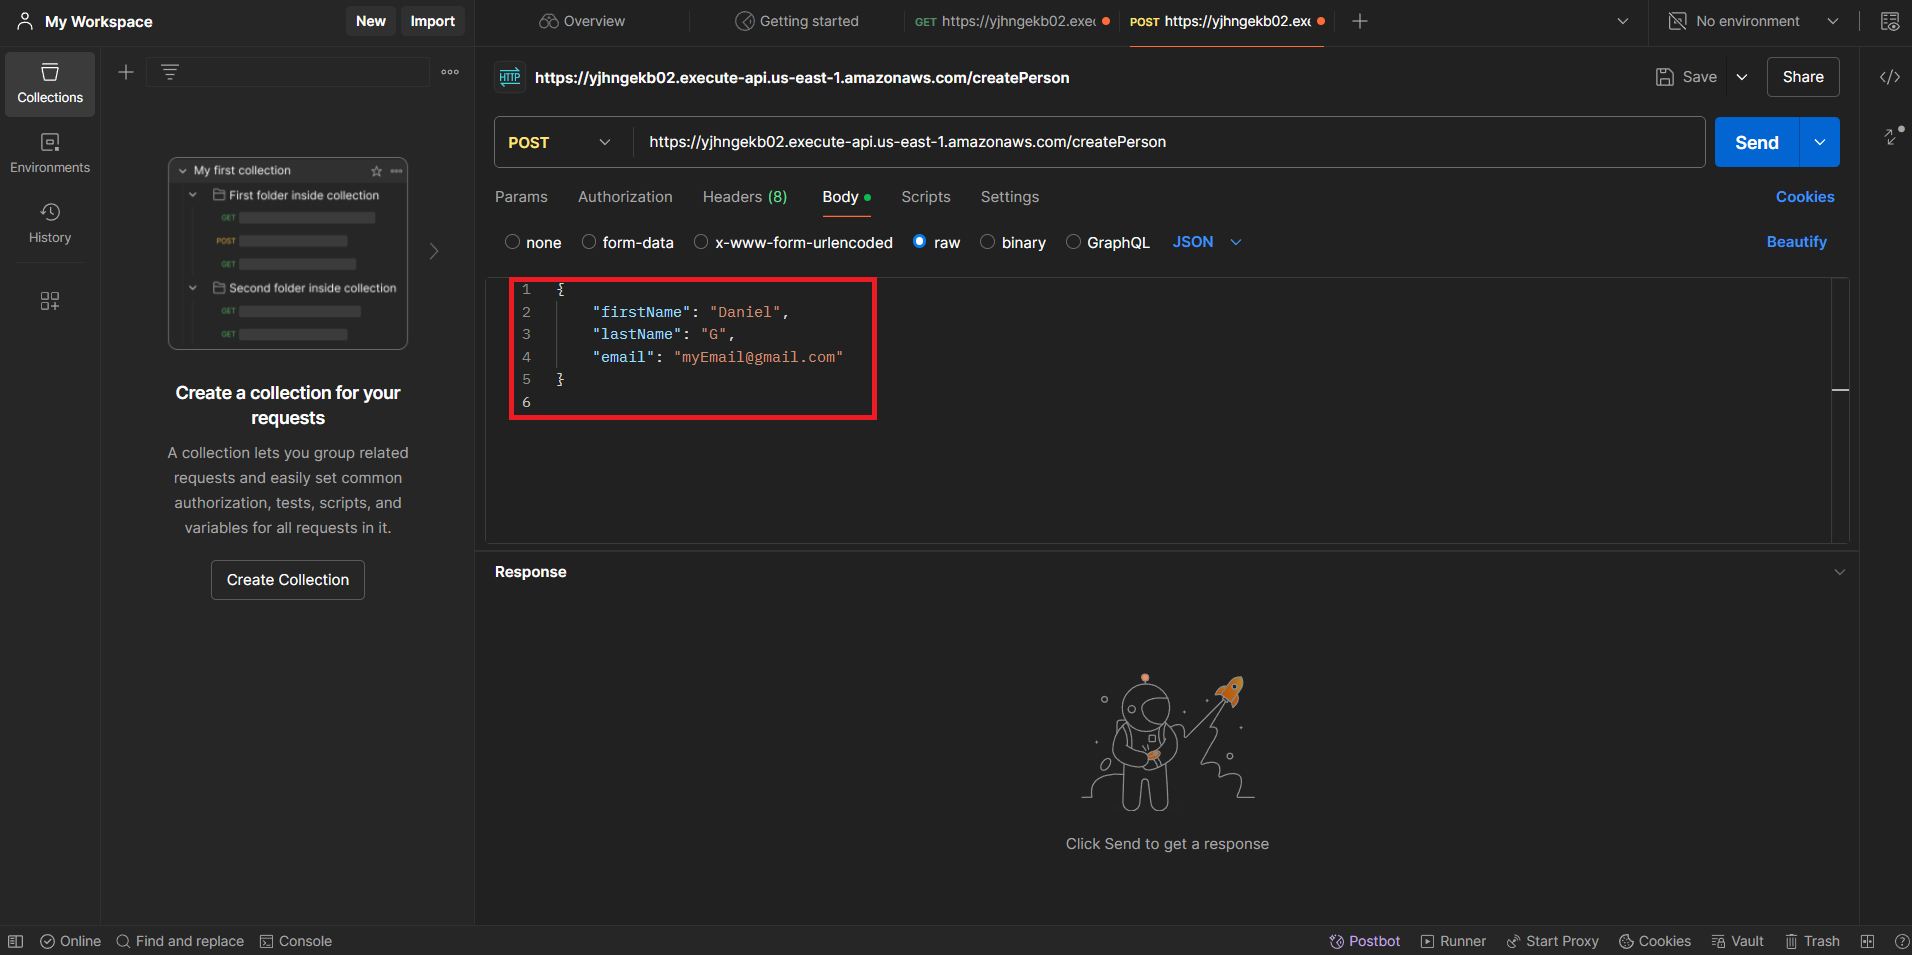 My Workspace
New
Import
Overview
Getting started
GET https://yjhngekb02.exec
POST https://yjhngekb02.exe
No environment
Collections
Environments
History
My first collection
First folder inside collection
GET
POST
GET
Second folder inside collection
GET
GET
Create a collection for your
requests
A collection lets you group related
requests and easily set common
authorization, tests, scripts, and
variables for all requests in it.
Create Collection
HTTP https://yjhngekb02.execute-api.us-east-1.amazonaws.com/createPerson
Save
Share
POST
https://yjhngekb02.execute-api.us-east-1.amazonaws.com/createPerson
Send
Params
Authorization
Headers (8)
Body
Scripts
Settings
Cookies
none
form-data
x-www-form-urlencoded
raw
binary
GraphQL
JSON
Beautify
1 {
2 "firstName": "Daniel",
3 "lastName": "G",
4 "email": "myEmail@gmail.com"
5 }
6
Response
Click Send to get a response
Online
Find and replace
Console
Postbot
Runner
Start Proxy
Cookies
Vault
Trash